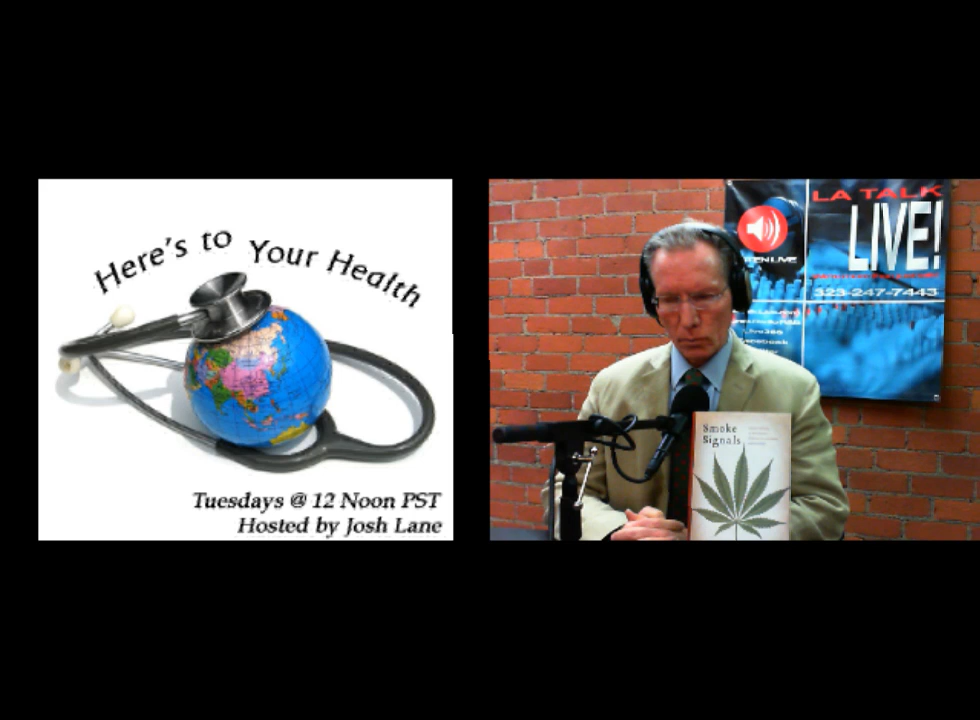 Here's to Your Health
Tuesdays @ 12 Noon PST
Hosted by Josh Lane
LA TALK
LIVE!
323-247-7443
Smoke
Signals